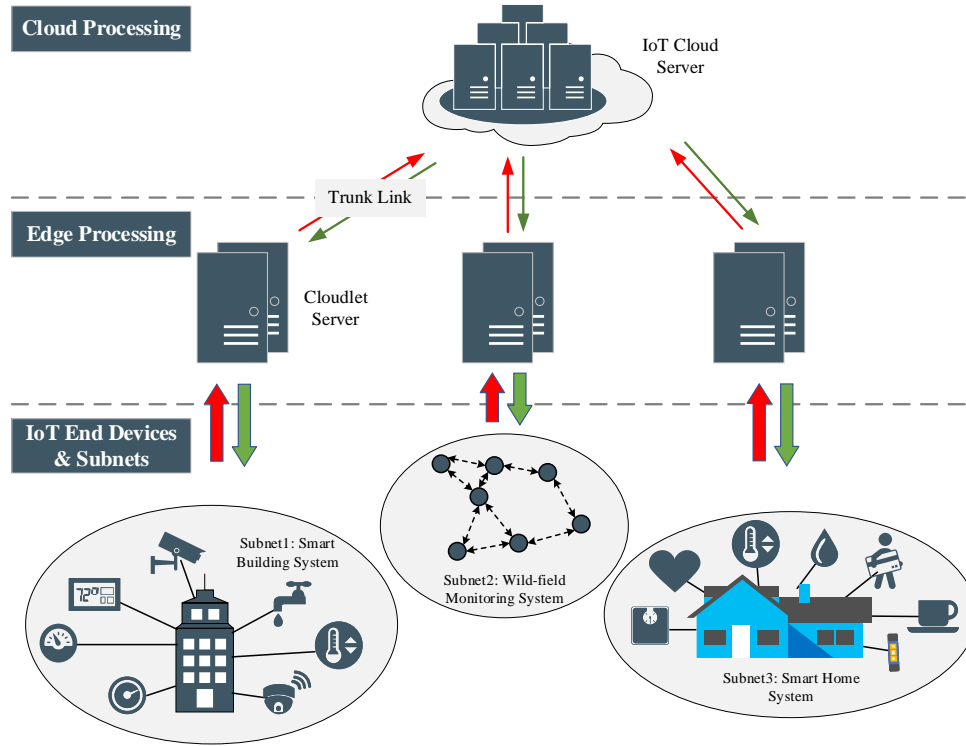 Cloud Processing
IoT Cloud
Server
Trunk Link
Edge Processing
Cloudlet
Server
IoT End Devices
& Subnets
Subnet1: Smart
Building System
72º
Subnet2: Wild-field
Monitoring System
Subnet3: Smart Home
System